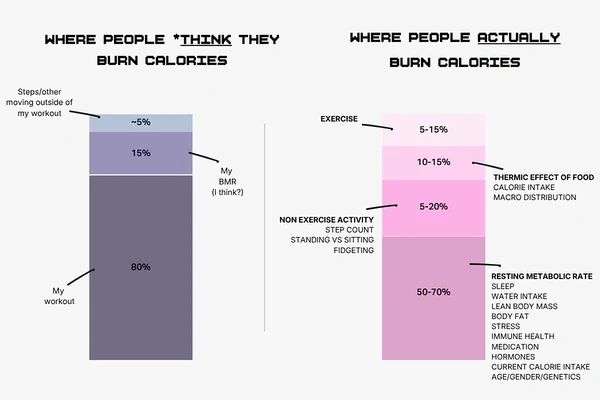 WHERE PEOPLE *THINK THEY
BURN CALORIES
Steps/other
moving outside of
my workout
~5%
15%
My
BMR
(I think?)
80%
My
workout
WHERE PEOPLE ACTUALLY
BURN CALORIES
EXERCISE
5-15%
10-15%
THERMIC EFFECT OF FOOD
CALORIE INTAKE
MACRO DISTRIBUTION
5-20%
NON EXERCISE ACTIVITY
STEP COUNT
STANDING VS SITTING
FIDGETING
50-70%
RESTING METABOLIC RATE
SLEEP
WATER INTAKE
LEAN BODY MASS
BODY FAT
STRESS
IMMUNE HEALTH
MEDICATION
HORMONES
CURRENT CALORIE INTAKE
AGE/GENDER/GENETICS